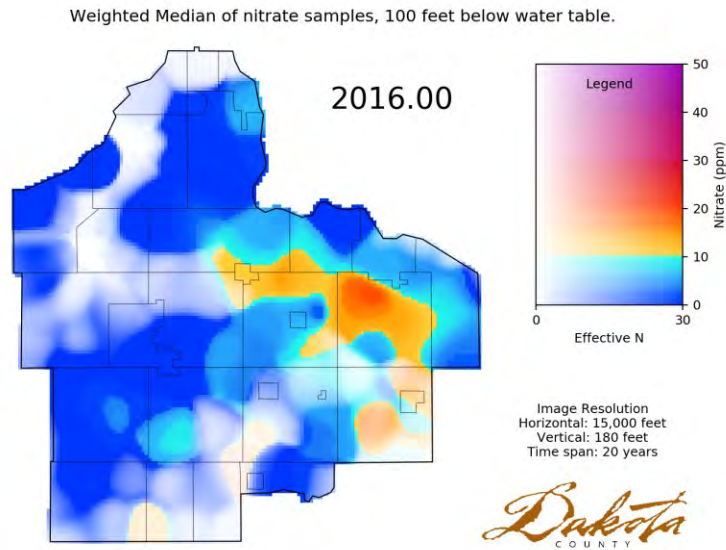 Weighted Median of nitrate samples, 100 feet below water table.
2016.00
Legend
50
40
30
20
10
0
Nitrate (ppm)
0
30
Effective N
Image Resolution
Horizontal: 15,000 feet
Vertical: 180 feet
Time span: 20 years
Dakota
COUNTY